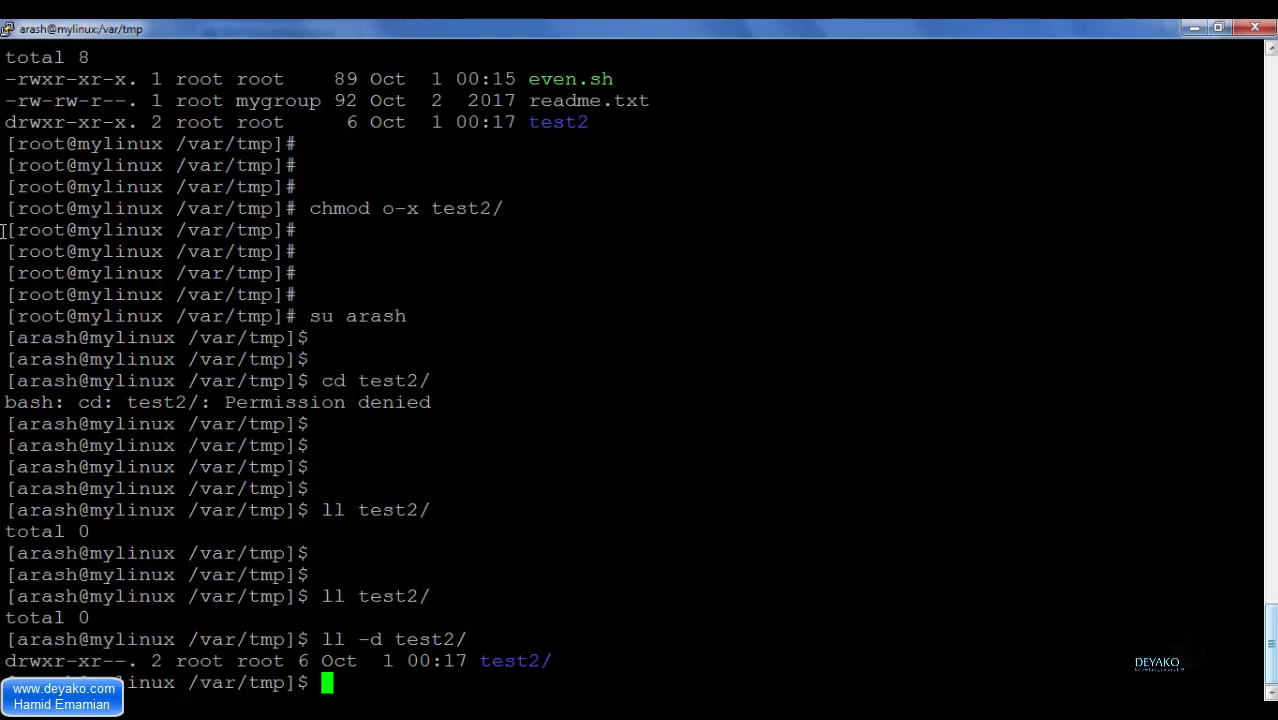 arash@mylinux:/var/tmp
total 8
-rwxr-xr-x. 1 root root    89 Oct  1 00:15 even.sh
-rw-rw-r--. 1 root mygroup 92 Oct  2  2017 readme.txt
drwxr-xr-x. 2 root root     6 Oct  1 00:17 test2
[root@mylinux /var/tmp]#
[root@mylinux /var/tmp]#
[root@mylinux /var/tmp]#
[root@mylinux /var/tmp]# chmod o-x test2/
[root@mylinux /var/tmp]#
[root@mylinux /var/tmp]#
[root@mylinux /var/tmp]#
[root@mylinux /var/tmp]#
[root@mylinux /var/tmp]# su arash
[arash@mylinux /var/tmp]$
[arash@mylinux /var/tmp]$
[arash@mylinux /var/tmp]$ cd test2/
bash: cd: test2/: Permission denied
[arash@mylinux /var/tmp]$
[arash@mylinux /var/tmp]$
[arash@mylinux /var/tmp]$
[arash@mylinux /var/tmp]$
[arash@mylinux /var/tmp]$ ll test2/
total 0
[arash@mylinux /var/tmp]$
[arash@mylinux /var/tmp]$
[arash@mylinux /var/tmp]$ ll test2/
total 0
[arash@mylinux /var/tmp]$ ll -d test2/
drwxr-xr--. 2 root root 6 Oct  1 00:17 test2/
/var/tmp]$
DEYAKO
www.deyako.com
Hamid Emamian